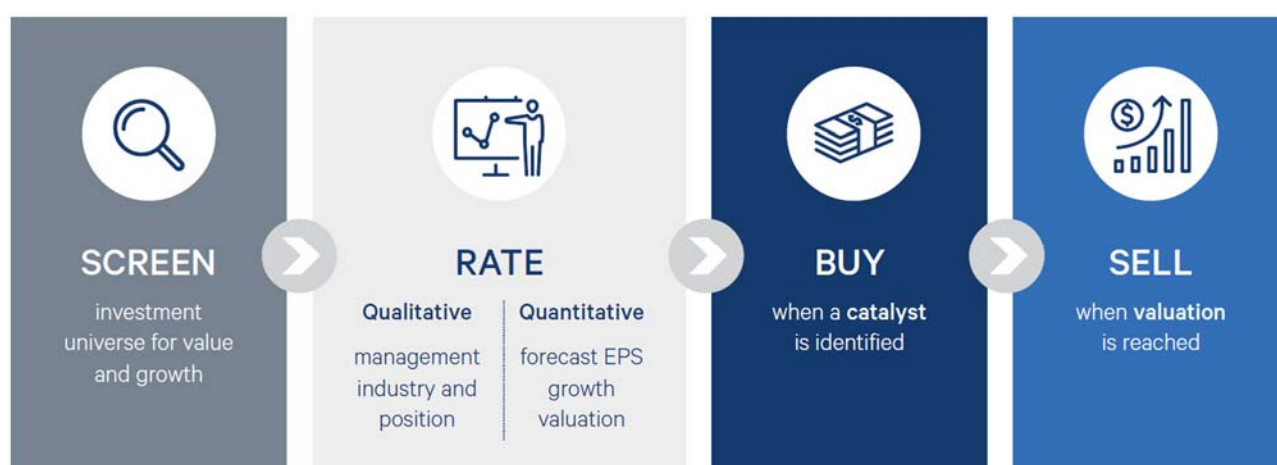 SCREEN
investment
universe for value
and growth
RATE
Qualitative
management
industry and
position
Quantitative
forecast EPS
growth
valuation
BUY
when a catalyst
is identified
SELL
when valuation
is reached